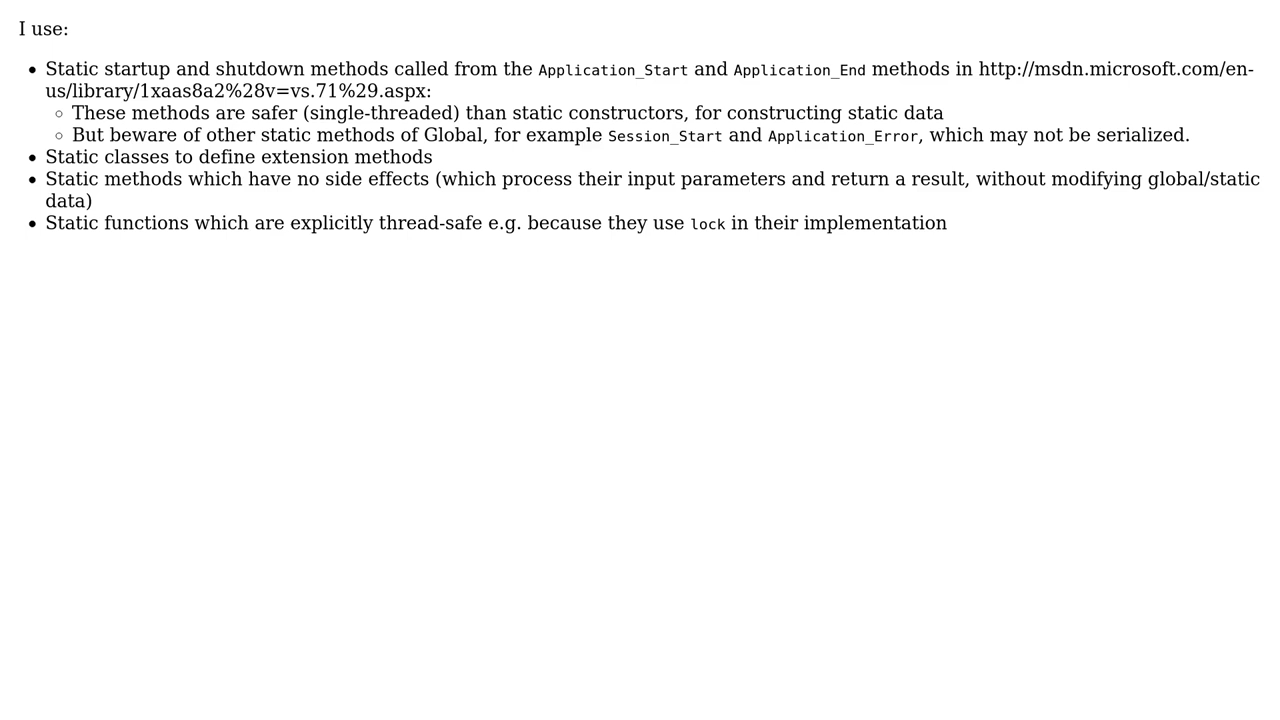 I use:
• Static startup and shutdown methods called from the Application_Start and Application_End methods in http://msdn.microsoft.com/en-
us/library/1xaas8a2%28v=vs.71%29.aspx:
◦ These methods are safer (single-threaded) than static constructors, for constructing static data
◦ But beware of other static methods of Global, for example Session_Start and Application_Error, which may not be serialized.
• Static classes to define extension methods
• Static methods which have no side effects (which process their input parameters and return a result, without modifying global/static
data)
• Static functions which are explicitly thread-safe e.g. because they use lock in their implementation